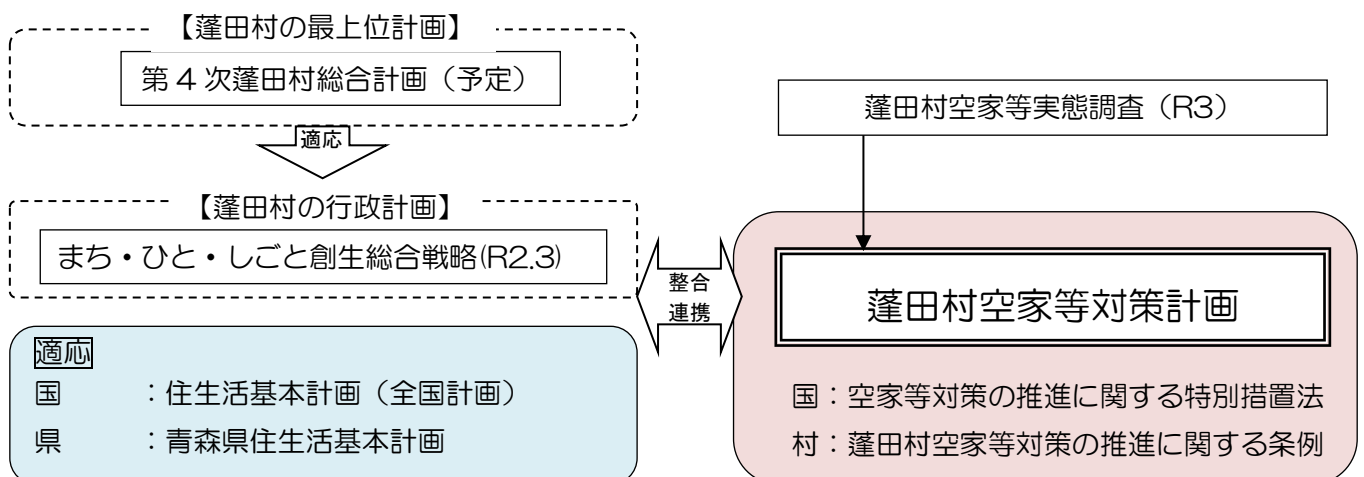 【蓬田村の最上位計画】
第4次蓬田村総合計画（予定）
適応
【蓬田村の行政計画】
まち・ひと・しごと創生総合戦略(R2.3)
適応
国　　　：住生活基本計画（全国計画）
県　　　：青森県住生活基本計画
整合
連携
蓬田村空家等実態調査（R3）
蓬田村空家等対策計画
国：空家等対策の推進に関する特別措置法
村：蓬田村空家等対策の推進に関する条例